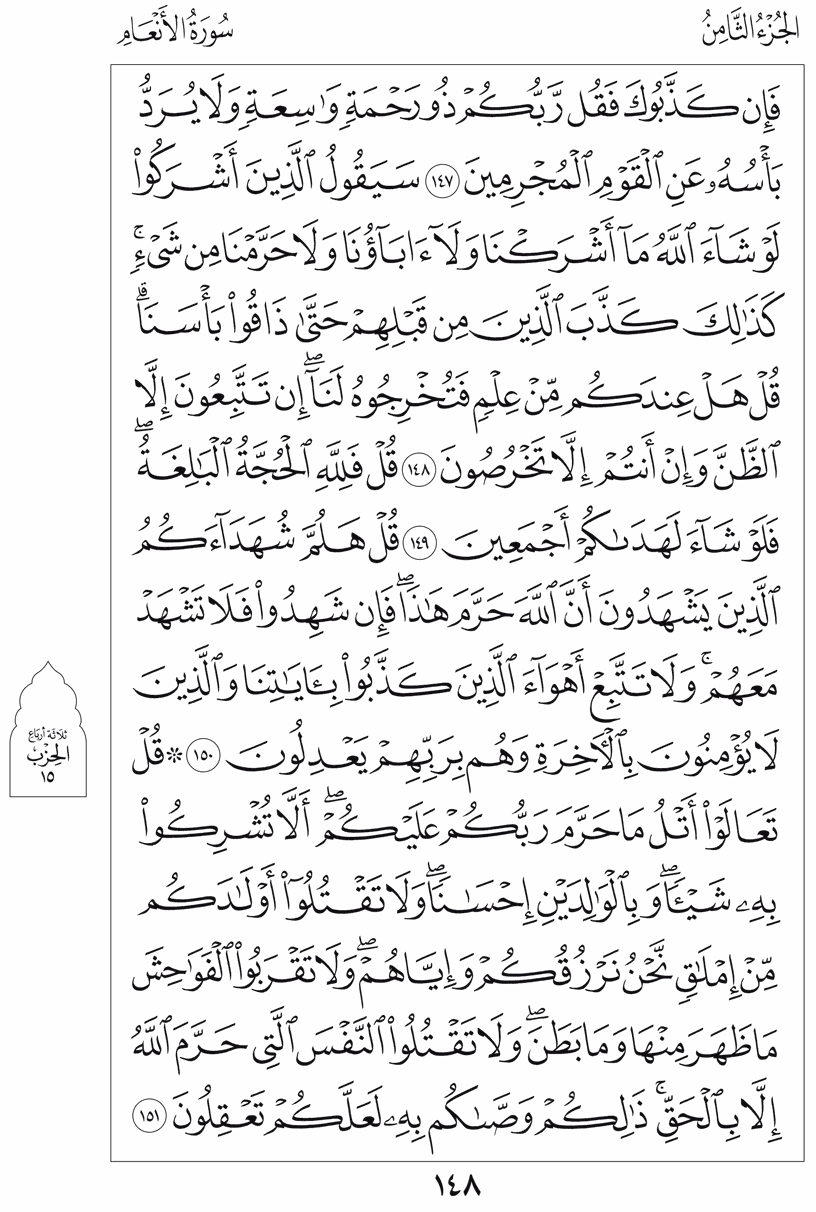 الجُزْءُ الثَّامِنُ
سُورَةُ الأَنْعَامِ
فَإِن كَذَّبُوكَ فَقُل رَّبُّكُمْ ذُو رَحْمَةٍ وَٰسِعَةٍ وَلَا يُرَدُّ
بَأْسُهُۥ عَنِ ٱلْقَوْمِ ٱلْمُجْرِمِينَ ١٤٧ سَيَقُولُ ٱلَّذِينَ أَشْرَكُوا۟
لَوْ شَآءَ ٱللَّهُ مَآ أَشْرَكْنَا وَلَآ ءَابَآؤُنَا وَلَا حَرَّمْنَا مِن شَىْءٍۚ
كَذَٰلِكَ كَذَّبَ ٱلَّذِينَ مِن قَبْلِهِمْ حَتَّىٰ ذَاقُوا۟ بَأْسَنَاۗ
قُلْ هَلْ عِندَكُم مِّنْ عِلْمٍ فَتُخْرِجُوهُ لَنَآۖ إِن تَتَّبِعُونَ إِلَّا
ٱلظَّنَّ وَإِنْ أَنتُمْ إِلَّا تَخْرُصُونَ ١٤٨ قُلْ فَلِلَّهِ ٱلْحُجَّةُ ٱلْبَٰلِغَةُۖ
فَلَوْ شَآءَ لَهَدَىٰكُمْ أَجْمَعِينَ ١٤٩ قُلْ هَلُمَّ شُهَدَآءَكُمُ
ٱلَّذِينَ يَشْهَدُونَ أَنَّ ٱللَّهَ حَرَّمَ هَٰذَاۖ فَإِن شَهِدُوا۟ فَلَا تَشْهَدْ
مَعَهُمْۚ وَلَا تَتَّبِعْ أَهْوَآءَ ٱلَّذِينَ كَذَّبُوا۟ بِـَٔايَٰتِنَا وَٱلَّذِينَ
لَا يُؤْمِنُونَ بِٱلْـَٔاخِرَةِ وَهُم بِرَبِّهِمْ يَعْدِلُونَ ١٥٠ ۞ قُلْ
تَعَالَوْا۟ أَتْلُ مَا حَرَّمَ رَبُّكُمْ عَلَيْكُمْۖ أَلَّا تُشْرِكُوا۟
بِهِۦ شَيْـًٔاۖ وَبِٱلْوَٰلِدَيْنِ إِحْسَٰنًاۖ وَلَا تَقْتُلُوٓا۟ أَوْلَٰدَكُم
مِّنْ إِمْلَٰقٍۖ نَّحْنُ نَرْزُقُكُمْ وَإِيَّاهُمْۖ وَلَا تَقْرَبُوا۟ ٱلْفَوَٰحِشَ
مَا ظَهَرَ مِنْهَا وَمَا بَطَنَۖ وَلَا تَقْتُلُوا۟ ٱلنَّفْسَ ٱلَّتِى حَرَّمَ ٱللَّهُ
إِلَّا بِٱلْحَقِّۚ ذَٰلِكُمْ وَصَّىٰكُم بِهِۦ لَعَلَّكُمْ تَعْقِلُونَ ١٥١
ثلاثة أرباع
الحِزْب
١٥
١٤٨